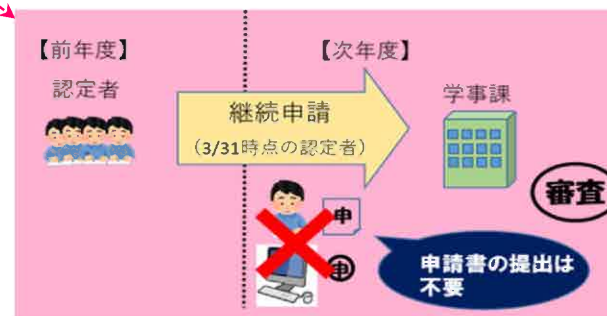 【前年度】
【次年度】
認定者
学事課
継続申請
（3/31時点の認定者）
審査
申
申
申請書の提出は
不要